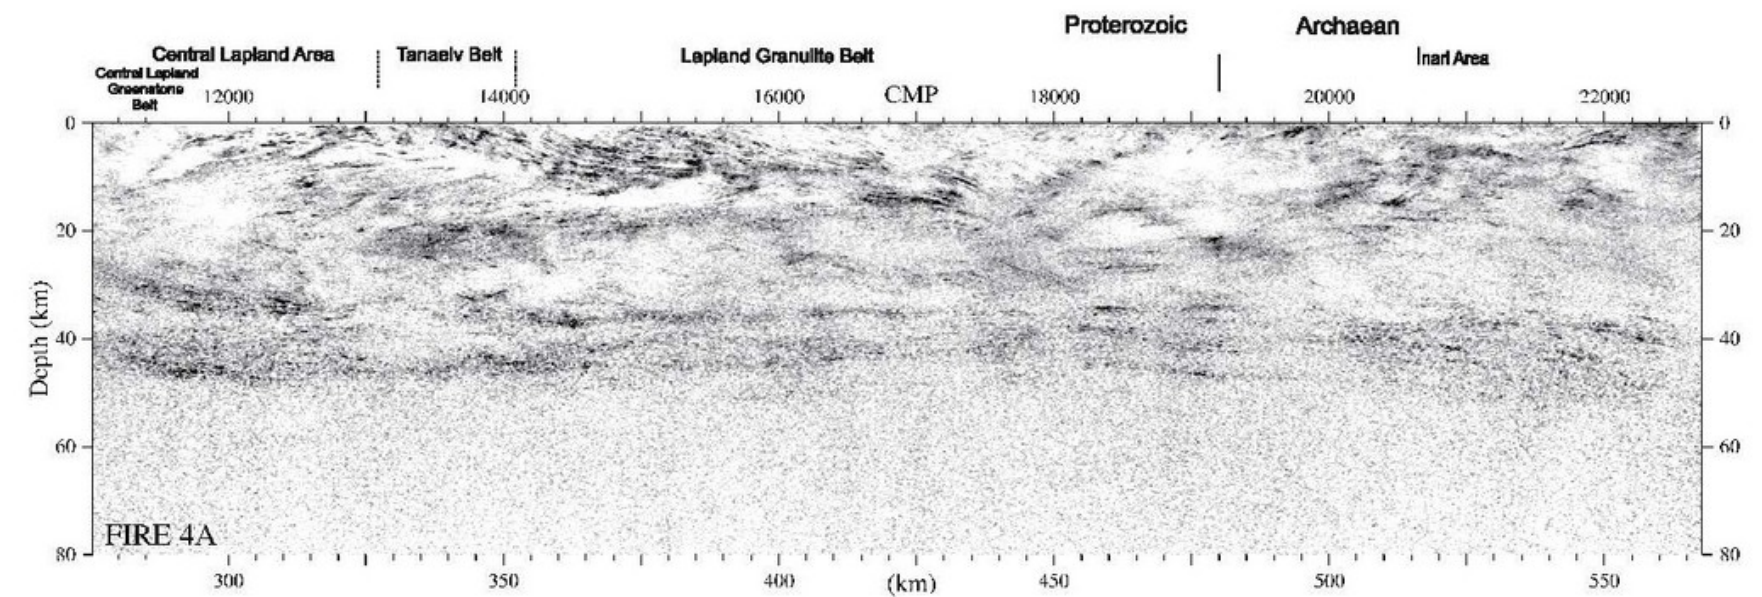 Proterozoic Archaean
Central Lapland Area Tanaelv Belt Lapland Granulite Belt Inari Area
Central Lapland
Greenstone
Belt
12000 14000 16000 CMP 18000 20000 22000
0 0
20 20
40 40
Depth (km)
60 60
FIRE 4A
80 80
300 350 400 (km) 450 500 550